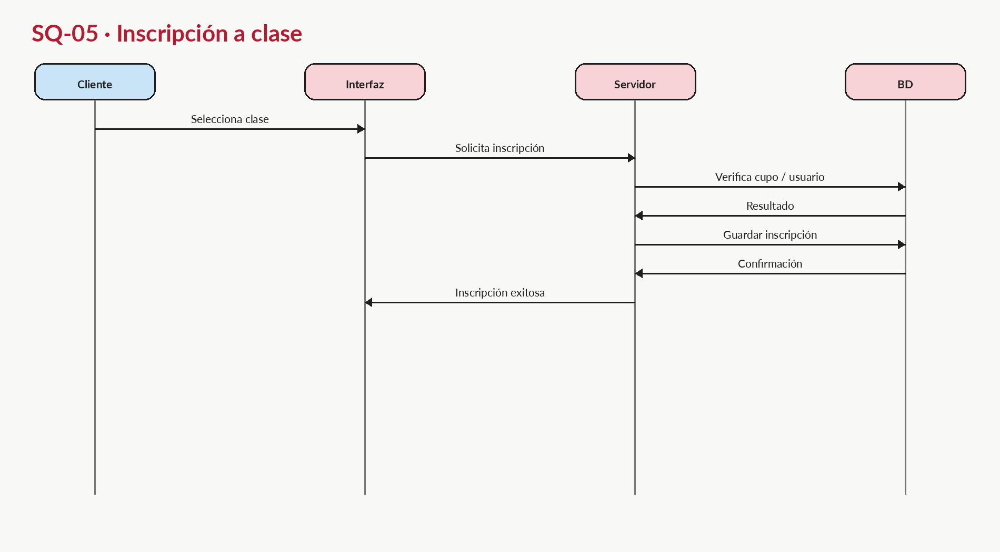 SQ-05 · Inscripción a clase
Cliente
Interfaz
Servidor
BD
Selecciona clase
Solicita inscripción
Verifica cupo / usuario
Resultado
Guardar inscripción
Confirmación
Inscripción exitosa